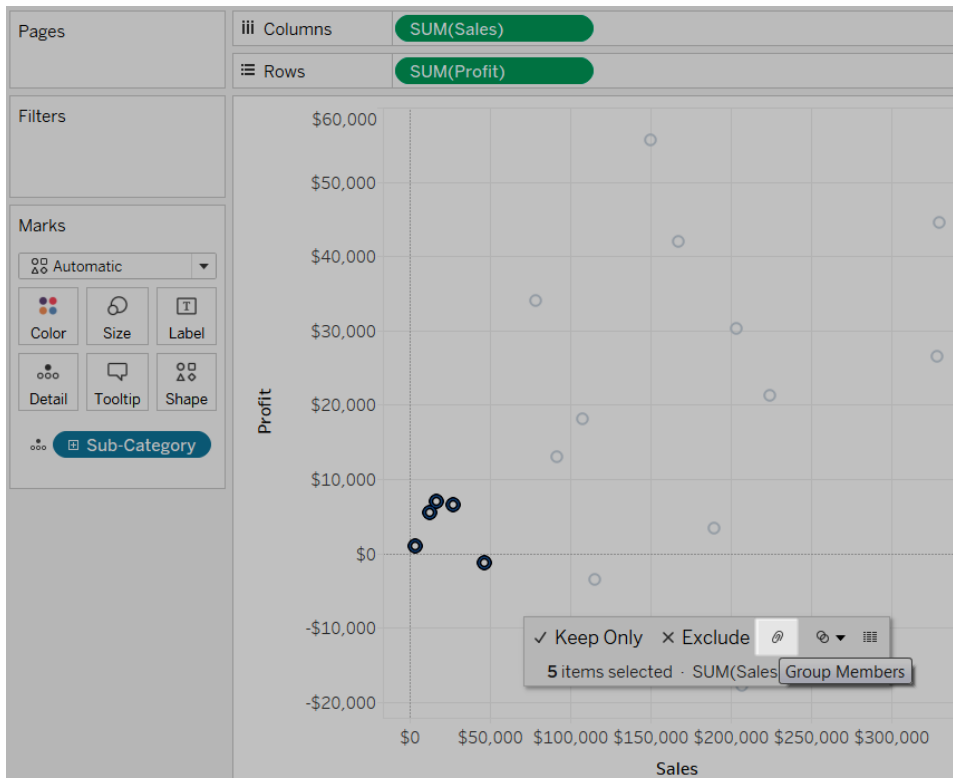 Pages
iii Columns
SUM(Sales)
Rows
SUM(Profit)
Filters
Marks
Automatic
Color
Size
Label
Detail
Tooltip
Shape
Sub-Category
Profit
$60,000
$50,000
$40,000
$30,000
$20,000
$10,000
$0
-$10,000
-$20,000
Keep Only
Exclude
5 items selected · SUM(Sales
Group Members
$0
$50,000
$100,000
$150,000
$200,000
$250,000
$300,000
Sales